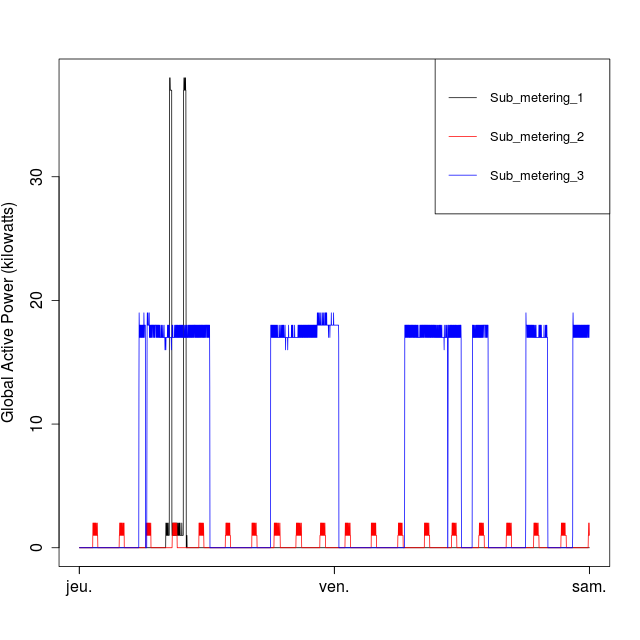 Sub_metering_1
Sub_metering_2
Sub_metering_3
Global Active Power (kilowatts)
30
20
10
0
jeu. ven. sam.